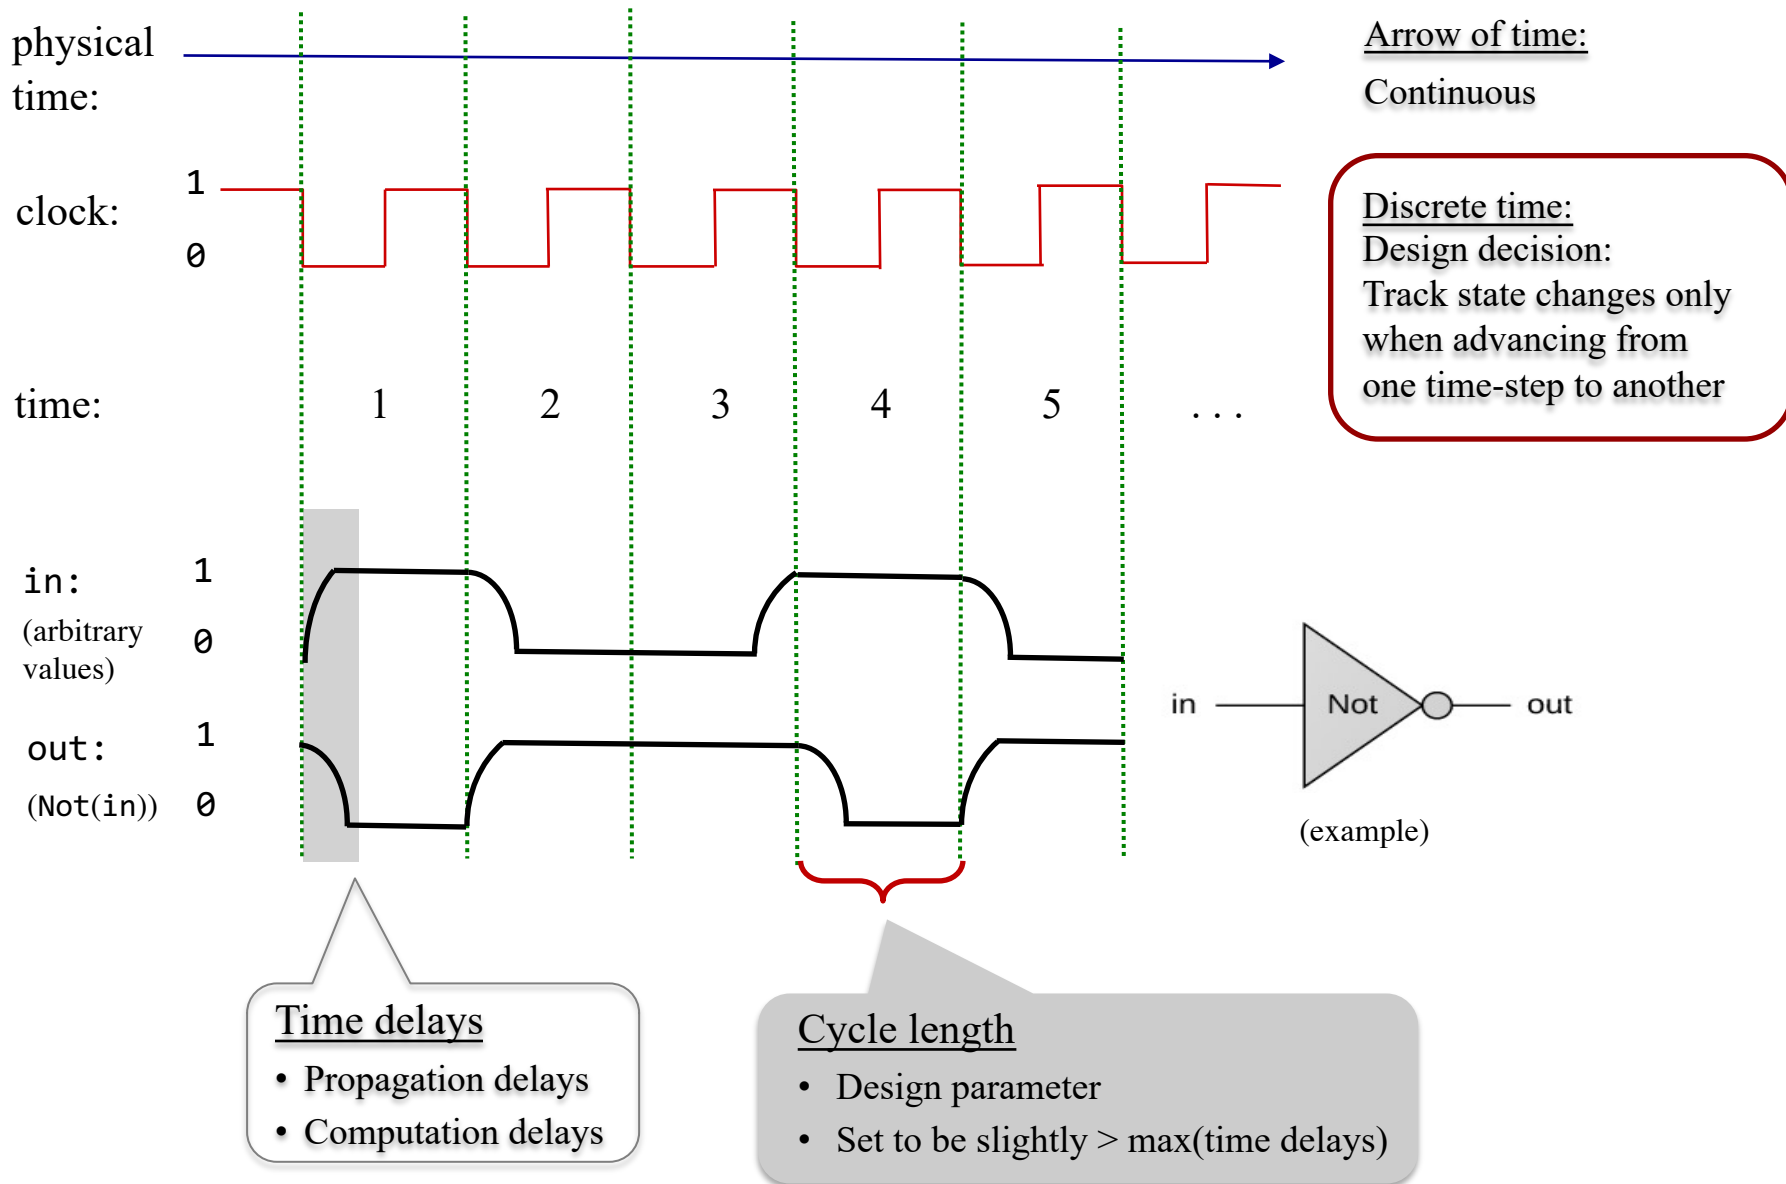 physical
time:
Arrow of time:
Continuous
clock:
1
0
Discrete time:
Design decision:
Track state changes only
when advancing from
one time-step to another
time:
1 2 3 4 5 . . .
in:
(arbitrary
values)
1
0
out:
(Not(in))
1
0
in Not out
(example)
Time delays
• Propagation delays
• Computation delays
Cycle length
• Design parameter
• Set to be slightly > max(time delays)